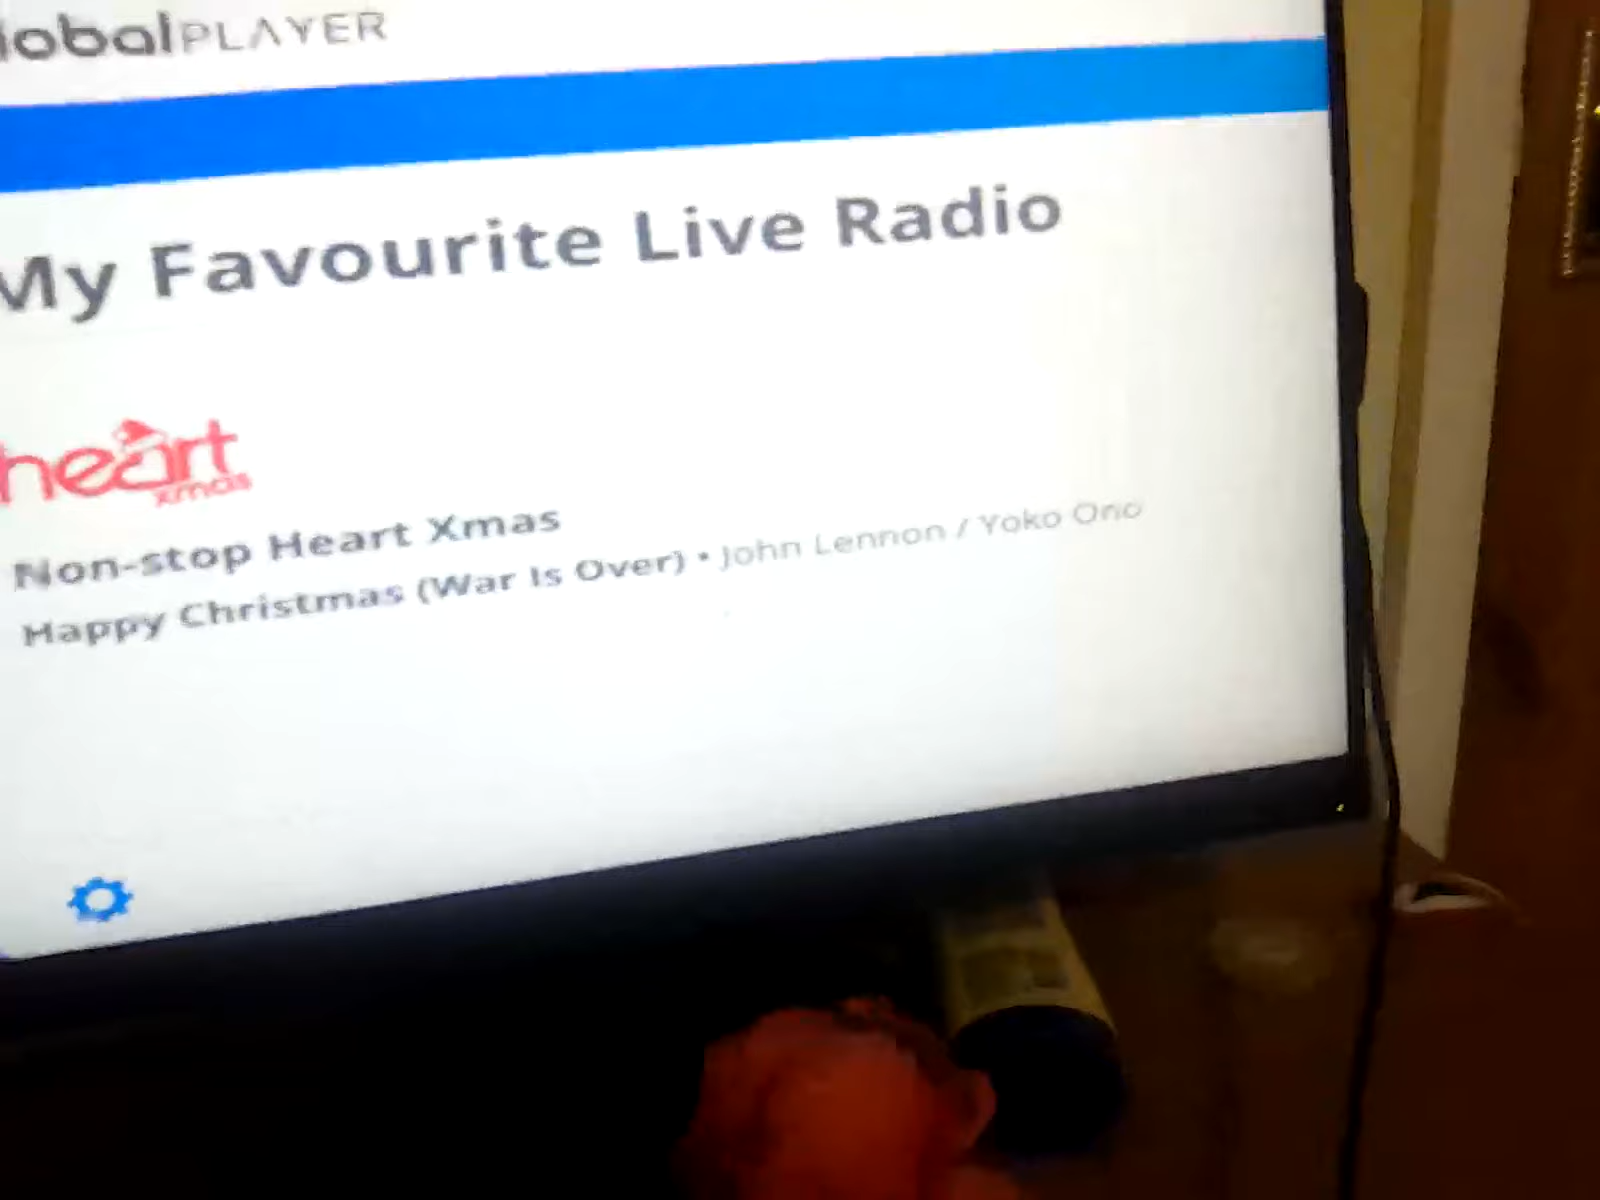 lobalPLAYER
My Favourite Live Radio
heart
xmas
Non-stop Heart Xmas
Happy Christmas (War Is Over) • John Lennon / Yoko Ono